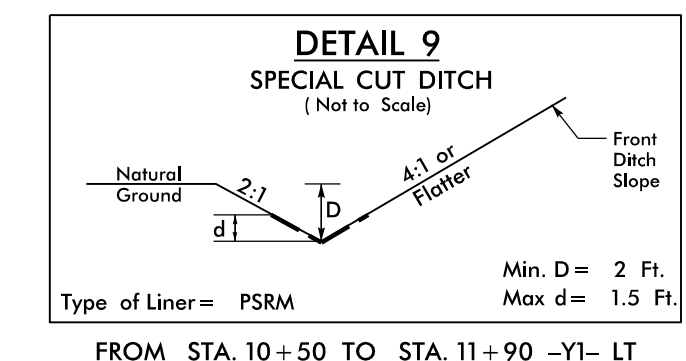 DETAIL 9
SPECIAL CUT DITCH
( Not to Scale)
Natural
Ground
2:1
D
d
4:1 or
Flatter
Front
Ditch
Slope
Min. D = 2 Ft.
Max d = 1.5 Ft.
Type of Liner = PSRM
FROM STA. 10+50 TO STA. 11+90 -Y1- LT